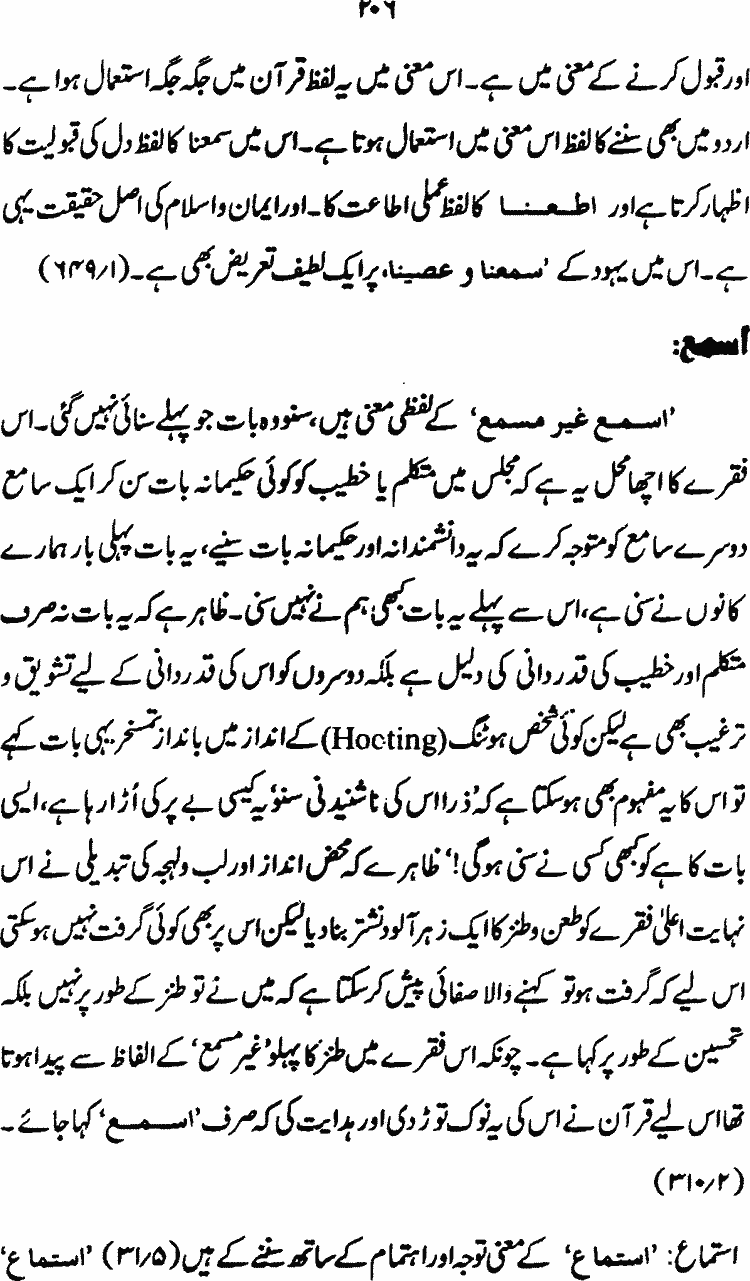 ۲۰۶
اور قبول کرنے کے معنی میں ہے۔ اس معنی میں یہ لفظ قرآن میں جگہ جگہ استعمال ہوا ہے۔
اردو میں بھی سننے کا لفظ اس معنی میں استعمال ہوتا ہے۔ اس میں سمعنا کا لفظ دل کی قبولیت کا
اظہار کرتا ہے اور اطعنا کا لفظ عملی اطاعت کا۔ اور ایمان و اسلام کی اصل حقیقت یہی
ہے۔ اس میں یہود کے 'سمعنا و عصینا، پر ایک لطیف تعریض بھی ہے۔ (۶۴۹/۱)
اسمع:
'اسمع غیر مسمع' کے لفظی معنی ہیں، سنو وہ بات جو پہلے سنائی نہیں گئی۔ اس
فقرے کا اچھا محل یہ ہے کہ مجلس میں متکلم یا خطیب کو کوئی حکیمانہ بات سن کر ایک سامع
دوسرے سامع کو متوجہ کرے کہ یہ دانشمندانہ اور حکیمانہ بات سنیے، یہ بات پہلی بار ہمارے
کانوں نے سنی ہے، اس سے پہلے یہ بات کبھی ہم نے نہیں سنی۔ ظاہر ہے کہ یہ بات نہ صرف
متکلم اور خطیب کی قدردانی کی دلیل ہے بلکہ دوسروں کو اس کی قدردانی کے لیے تشویق و
ترغیب بھی ہے لیکن کوئی شخص ہوٹنگ (Hocting) کے انداز میں بانداز تمسخر یہی بات کہے
تو اس کا یہ مفہوم بھی ہو سکتا ہے کہ 'ذرا اس کی ناشنیدنی سنو' یہ کیسی بے پر کی اُڑا رہا ہے، ایسی
بات کا ہے کو کبھی کسی نے سنی ہوگی!' ظاہر ے کہ محض انداز اور لب و لہجہ کی تبدیلی نے اس
نہایت اعلیٰ فقرے کو طعن و طنز کا ایک زہر آلود نشتر بنا دیا لیکن اس پر بھی کوئی گرفت نہیں ہو سکتی
اس لیے کہ گرفت ہو تو کہنے والا صفائی پیش کر سکتا ہے کہ میں نے تو طنز کے طور پر نہیں بلکہ
تحسین کے طور پر کہا ہے۔ چونکہ اس فقرے میں طنز کا پہلو 'غیر مسمع' کے الفاظ سے پیدا ہوتا
تھا اس لیے قرآن نے اس کی یہ نوک توڑ دی اور ہدایت کی کہ صرف 'اسمع' کہا جائے۔
(۳۱۰/۲)
استماع: 'استماع' کے معنی توجہ اور اہتمام کے ساتھ سننے کے ہیں (۳۱/۵) 'استماع'